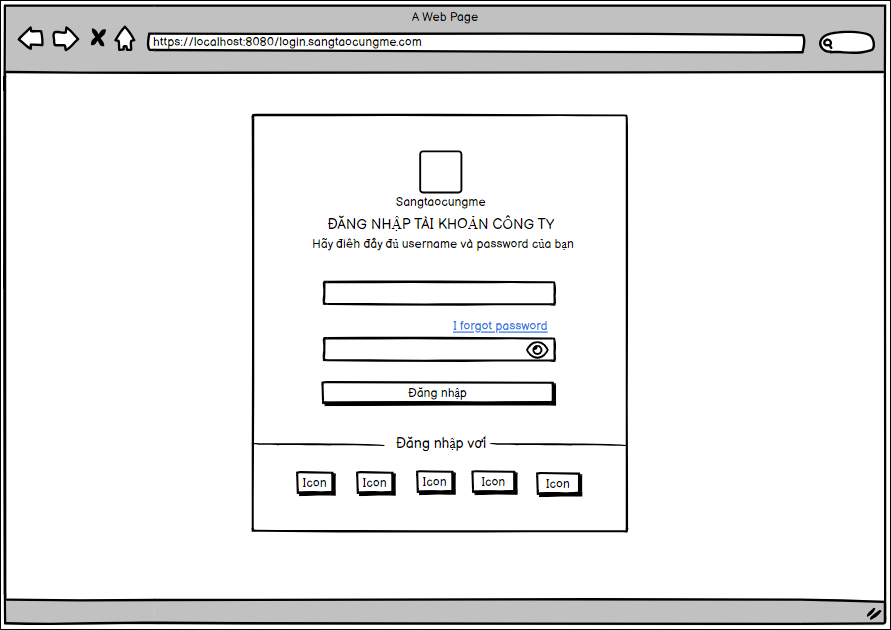 A Web Page
https://localhost:8080/login.sangtaocungme.com
Sangtaocungme
ĐĂNG NHẬP TÀI KHOẢN CÔNG TY
Hãy điền đầy đủ username và password của bạn
I forgot password
Đăng nhập
Đăng nhập với
Icon Icon Icon Icon Icon